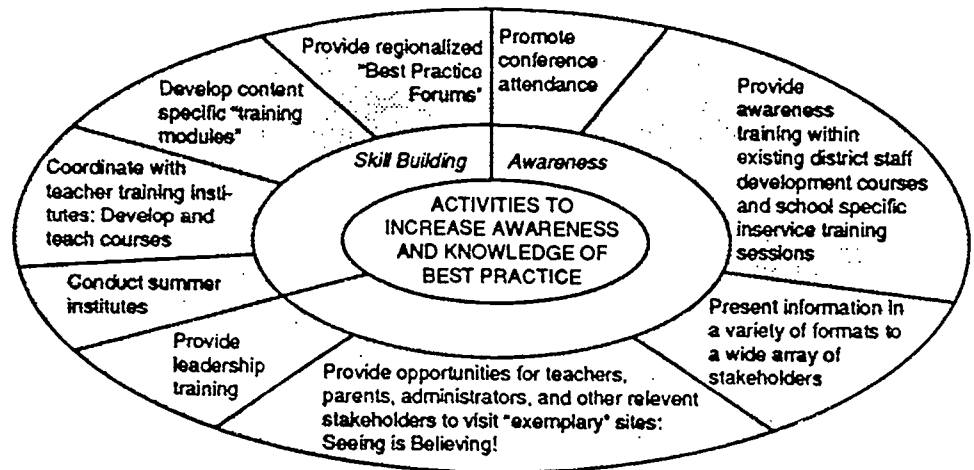 ACTIVITIES TO
INCREASE AWARENESS
AND KNOWLEDGE OF
BEST PRACTICE
Skill Building
Awareness
Promote
conference
attendance
Provide
awareness
training within
existing district staff
development courses
and school specific
inservice training
sessions
Present information in
a variety of formats to
a wide array of
stakeholders
Provide opportunities for teachers,
parents, administrators, and other relevent
stakeholders to visit "exemplary" sites:
Seeing is Believing!
Provide
leadership
training
Conduct summer
institutes
Coordinate with
teacher training insti-
tutes: Develop and
teach courses
Develop content
specific "training
modules"
Provide regionalized
"Best Practice
Forums"